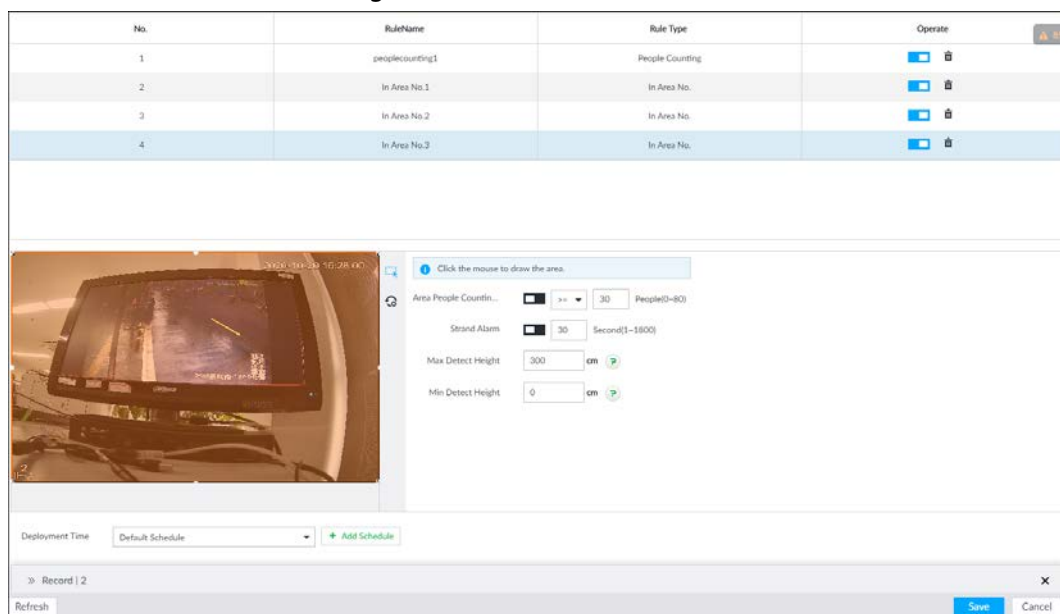 No. RuleName Rule Type Operate
1 peoplecounting1 People Counting
2 In Area No.1 In Area No.
3 In Area No.2 In Area No.
4 In Area No.3 In Area No.
Click the mouse to draw the area.
Area People Countin... >= 30 People(0~80)
Strand Alarm 30 Second(1~1800)
Max Detect Height 300 cm
Min Detect Height 0 cm
2
Deployment Time Default Schedule + Add Schedule
» Record | 2
Refresh Save Cancel